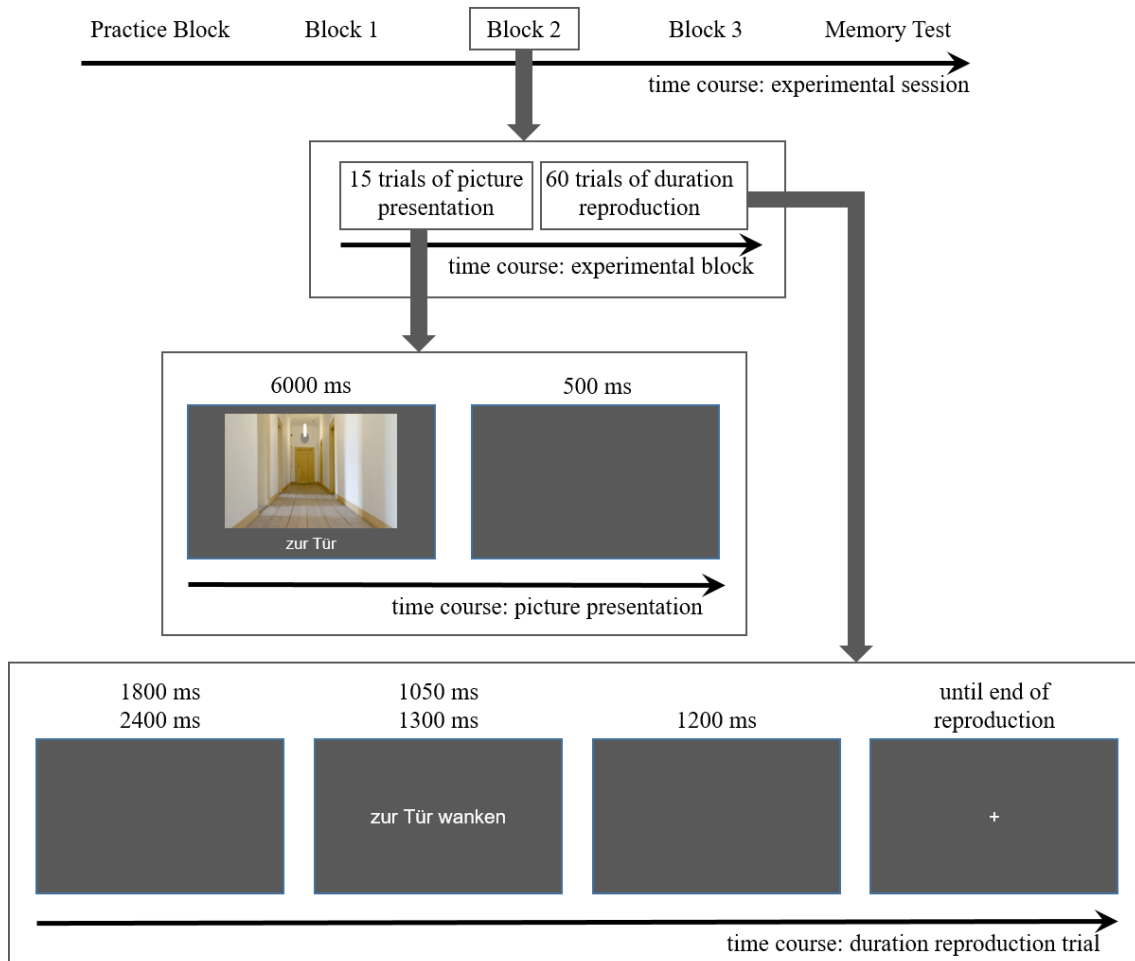 Practice Block
Block 1
Block 2
Block 3
Memory Test
time course: experimental session
15 trials of picture
presentation
60 trials of duration
reproduction
time course: experimental block
6000 ms
500 ms
zur Tür
time course: picture presentation
1800 ms
2400 ms
1050 ms
1300 ms
1200 ms
until end of
reproduction
zur Tür wanken
+
time course: duration reproduction trial